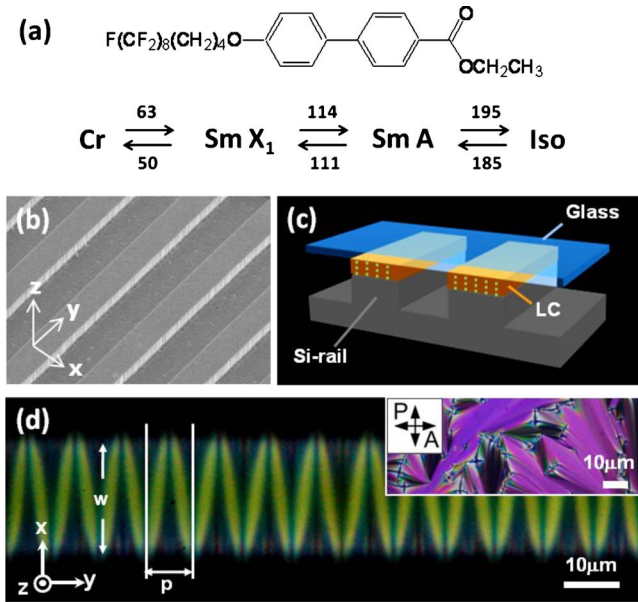 (a)
F(CF2)8(CH2)4O
O
OCH2CH3
63 114 195
Cr Sm X1 Sm A Iso
50 111 185
(b)
z
y
x
(c)
Glass
LC
Si-rail
(d)
P
A
10μm
w
x
z y
p
10μm